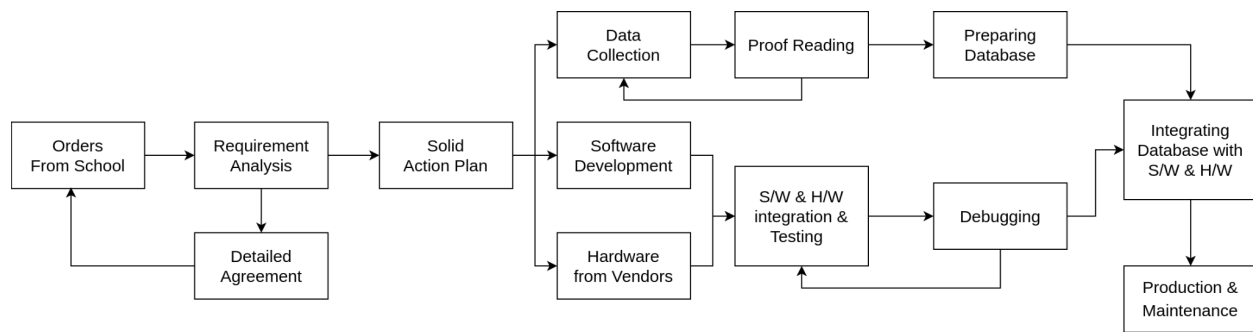 Orders
From School
Requirement
Analysis
Detailed
Agreement
Solid
Action Plan
Data
Collection
Proof Reading
Preparing
Database
Software
Development
Hardware
from Vendors
S/W & H/W
integration &
Testing
Debugging
Integrating
Database with
S/W & H/W
Production &
Maintenance